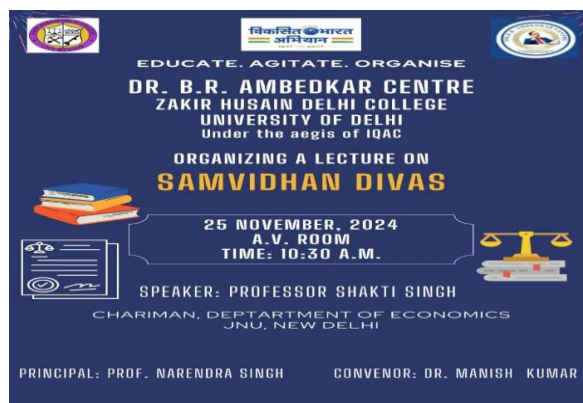 विकसित भारत
अभियान
EDUCATE. AGITATE. ORGANISE
DR. B.R. AMBEDKAR CENTRE
ZAKIR HUSAIN DELHI COLLEGE
UNIVERSITY OF DELHI
Under the aegis of IQAC
ORGANIZING A LECTURE ON
SAMVIDHAN DIVAS
25 NOVEMBER, 2024
A.V. ROOM
TIME: 10:30 A.M.
SPEAKER: PROFESSOR SHAKTI SINGH
CHARIMAN, DEPTARTMENT OF ECONOMICS
JNU, NEW DELHI
PRINCIPAL: PROF. NARENDRA SINGH
CONVENOR: DR. MANISH KUMAR